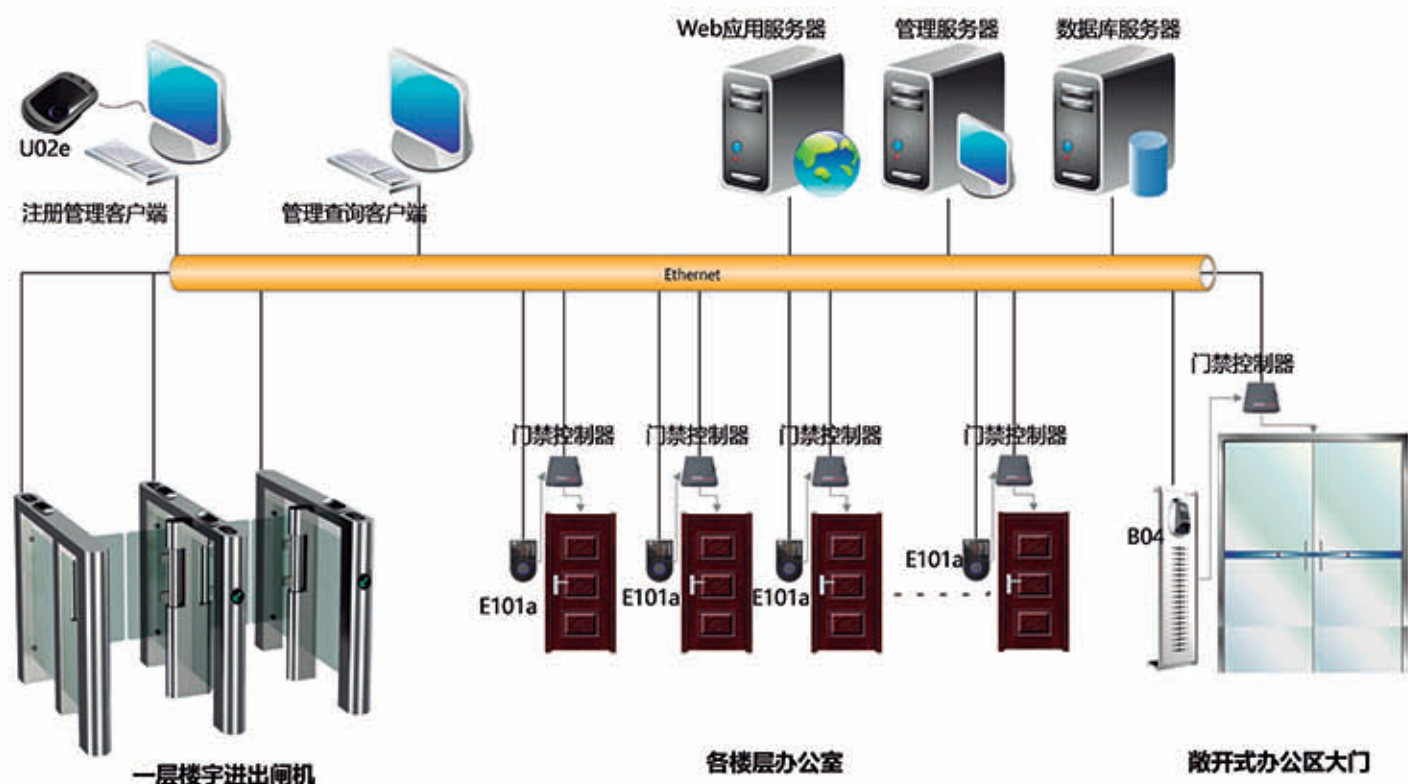 Web应用服务器
管理服务器
数据库服务器
U02e
注册管理客户端
管理查询客户端
Ethernet
门禁控制器
门禁控制器
门禁控制器
门禁控制器
门禁控制器
B04
E101a
E101a
E101a
E101a
一层楼宇进出闸机
各楼层办公室
敞开式办公区大门